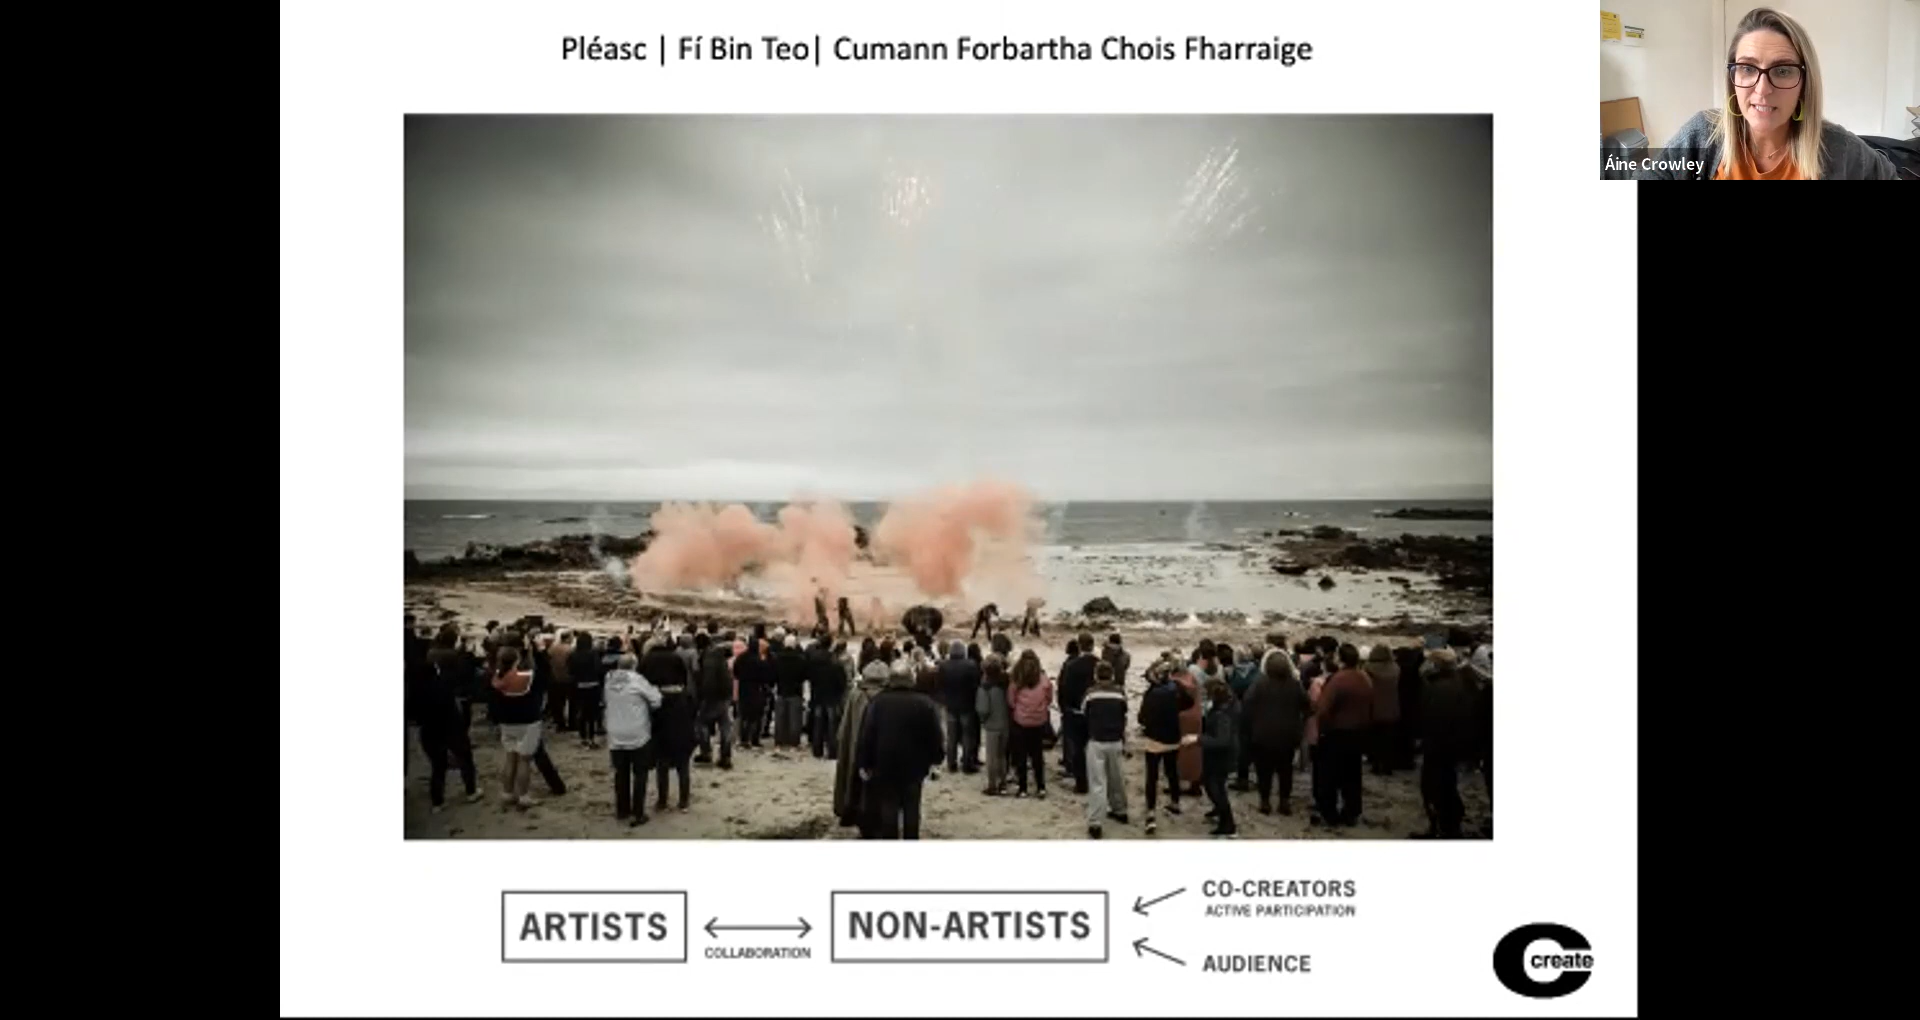 Pléasc | Fí Bin Teo| Cumann Forbartha Chois Fharraige
Áine Crowley
ARTISTS
COLLABORATION
NON-ARTISTS
CO-CREATORS
ACTIVE PARTICIPATION
AUDIENCE
create